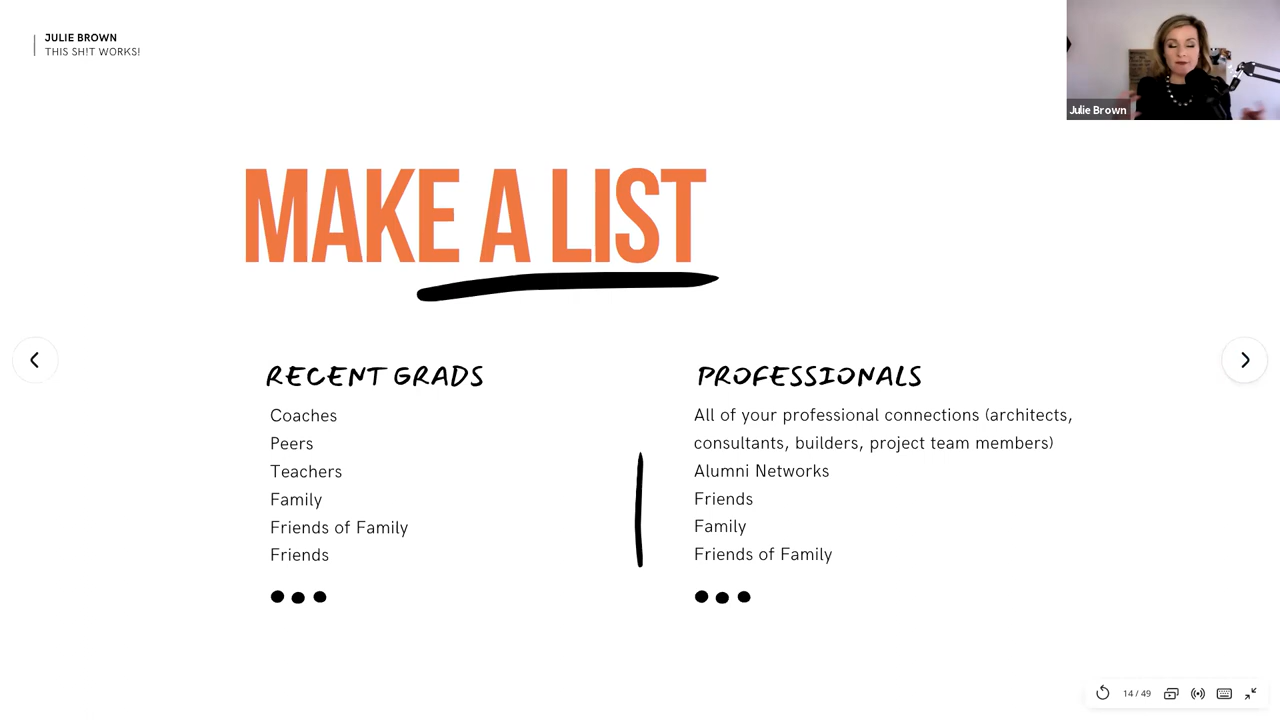 JULIE BROWN
THIS SH!T WORKS!
Julie Brown
MAKE A LIST
RECENT GRADS
Coaches
Peers
Teachers
Family
Friends of Family
Friends
PROFESSIONALS
All of your professional connections (architects,
consultants, builders, project team members)
Alumni Networks
Friends
Family
Friends of Family
14 / 49